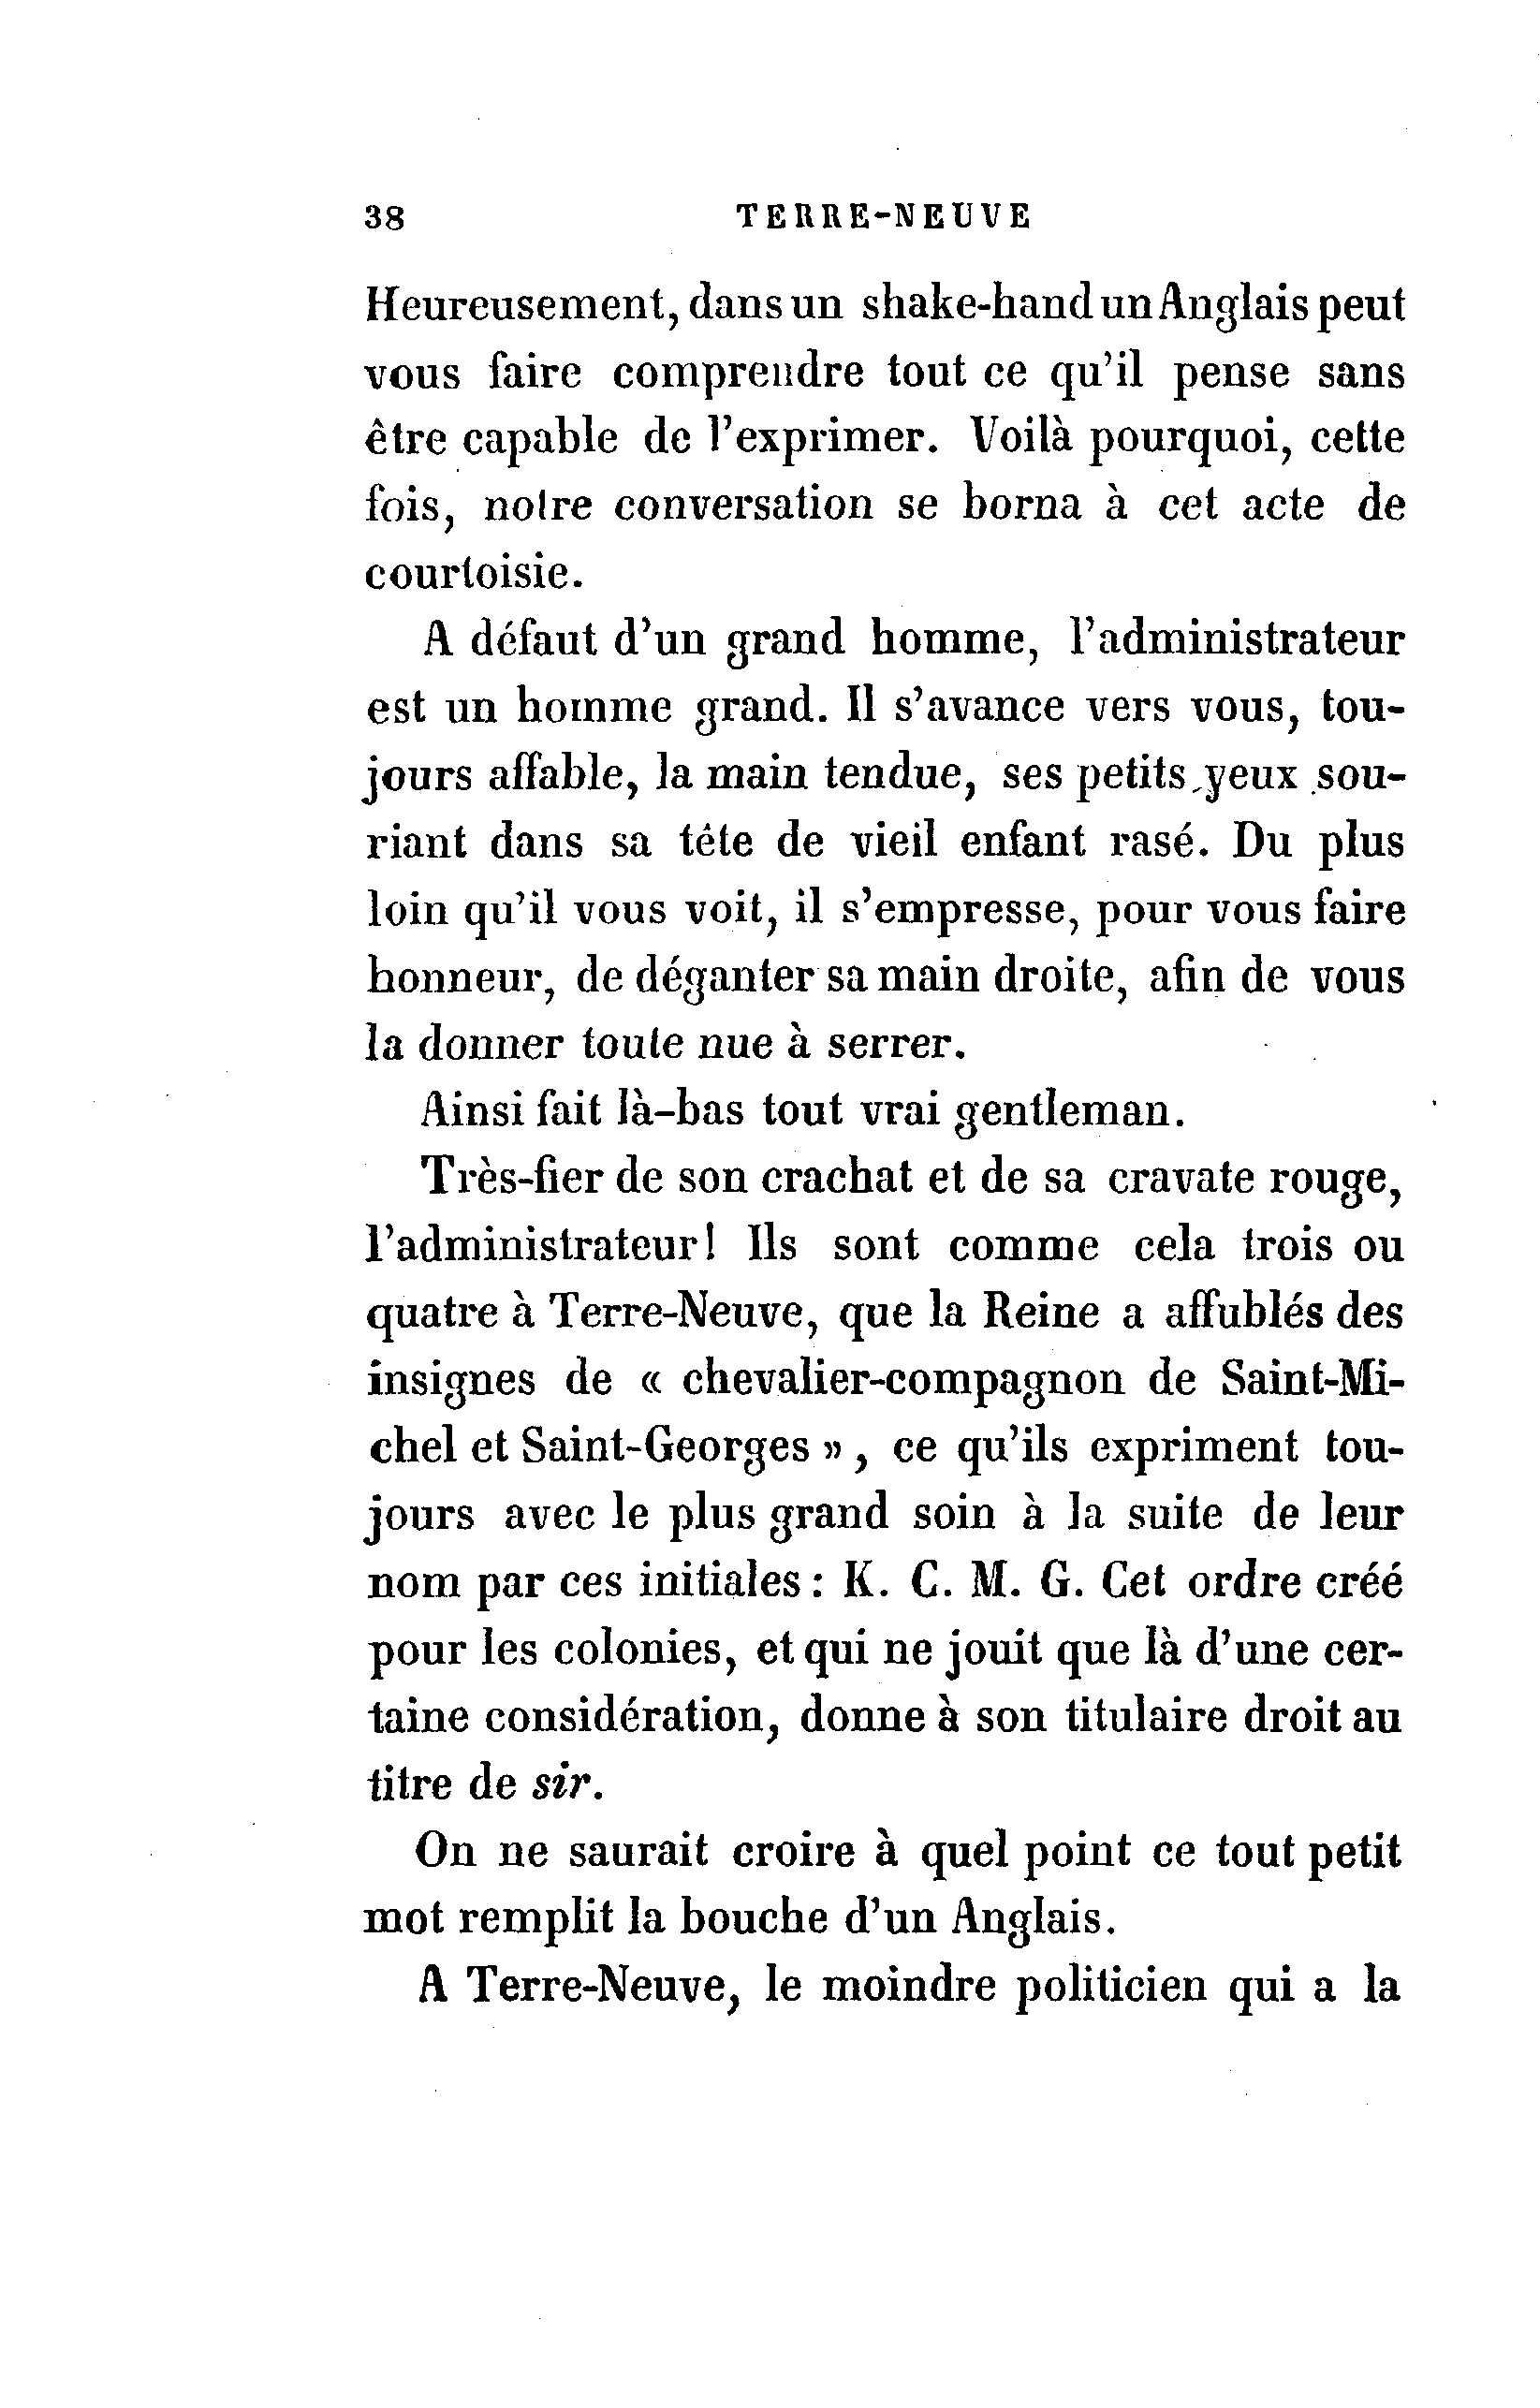 38 TERRE-NEUVE
Heureusement, dans un shake-hand un Anglais peut
vous faire comprendre tout ce qu'il pense sans
être capable de l'exprimer. Voilà pourquoi, cette
fois, notre conversation se borna à cet acte de
courtoisie.
A défaut d'un grand homme, l'administrateur
est un homme grand. Il s'avance vers vous, tou-
jours affable, la main tendue, ses petits yeux sou-
riant dans sa tête de vieil enfant rasé. Du plus
loin qu'il vous voit, il s'empresse, pour vous faire
honneur, de déganter sa main droite, afin de vous
la donner toute nue à serrer.
Ainsi fait là-bas tout vrai gentleman.
Très-fier de son crachat et de sa cravate rouge,
l'administrateur! Ils sont comme cela trois ou
quatre à Terre-Neuve, que la Reine a affublés des
insignes de « chevalier-compagnon de Saint-Mi-
chel et Saint-Georges », ce qu'ils expriment tou-
jours avec le plus grand soin à la suite de leur
nom par ces initiales : K. C. M. G. Cet ordre créé
pour les colonies, et qui ne jouit que là d'une cer-
taine considération, donne à son titulaire droit au
titre de sir.
On ne saurait croire à quel point ce tout petit
mot remplit la bouche d'un Anglais.
A Terre-Neuve, le moindre politicien qui a la